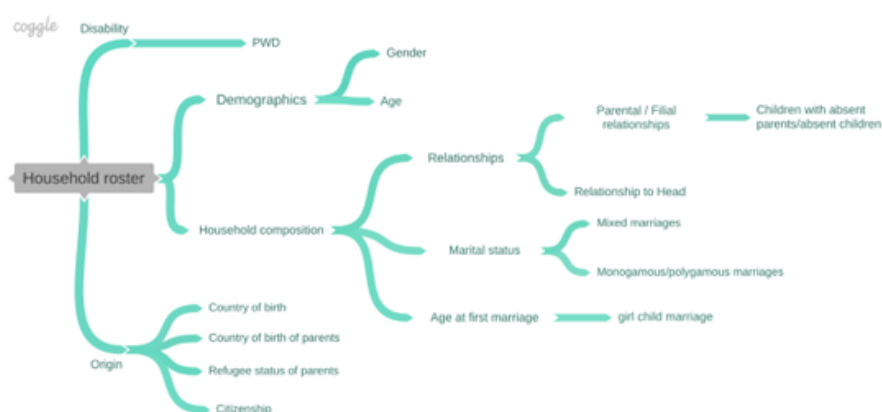 coggle
Disability
PWD
Gender
Demographics
Age
Parental / Filial
relationships
Children with absent
parents/absent children
Relationships
Household roster
Relationship to Head
Mixed marriages
Household composition
Marital status
Monogamous/polygamous marriages
Country of birth
Age at first marriage
girl child marriage
Country of birth of parents
Origin
Refugee status of parents
Citizenship